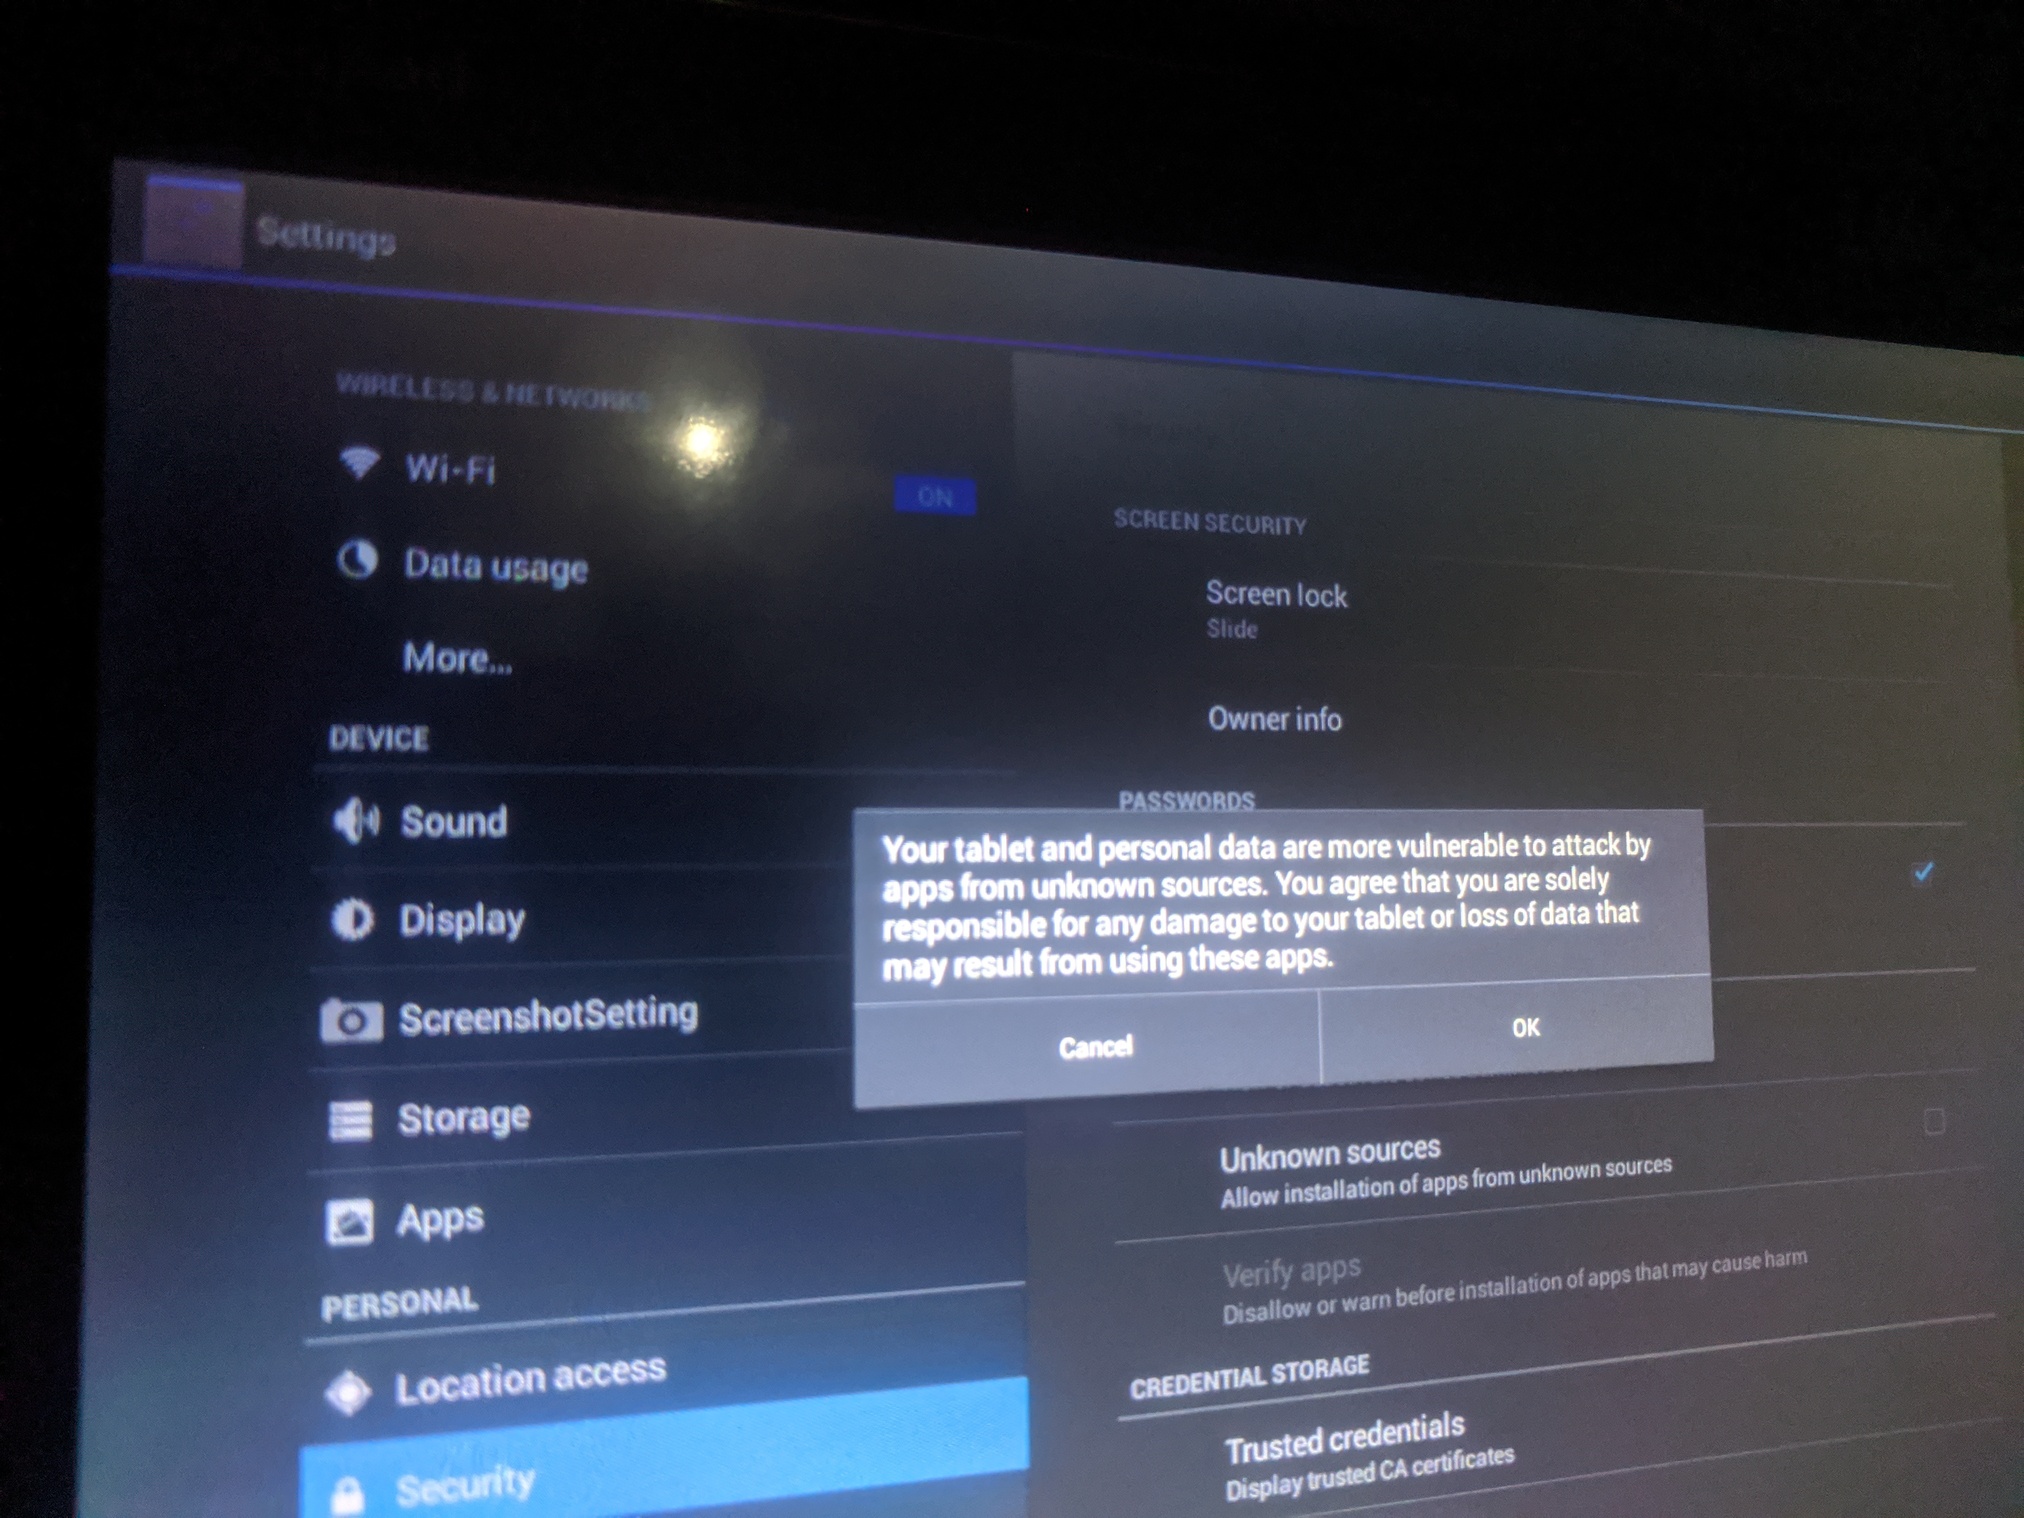 Settings
WIRELESS & NETWORKS
Wi-Fi
ON
Data usage
More...
DEVICE
Sound
Display
ScreenshotSetting
Storage
Apps
PERSONAL
Location access
Security
SCREEN SECURITY
Screen lock
Slide
Owner info
PASSWORDS
Your tablet and personal data are more vulnerable to attack by
apps from unknown sources. You agree that you are solely
responsible for any damage to your tablet or loss of data that
may result from using these apps.
Cancel
OK
Unknown sources
Allow installation of apps from unknown sources
Verify apps
Disallow or warn before installation of apps that may cause harm
CREDENTIAL STORAGE
Trusted credentials
Display trusted CA certificates